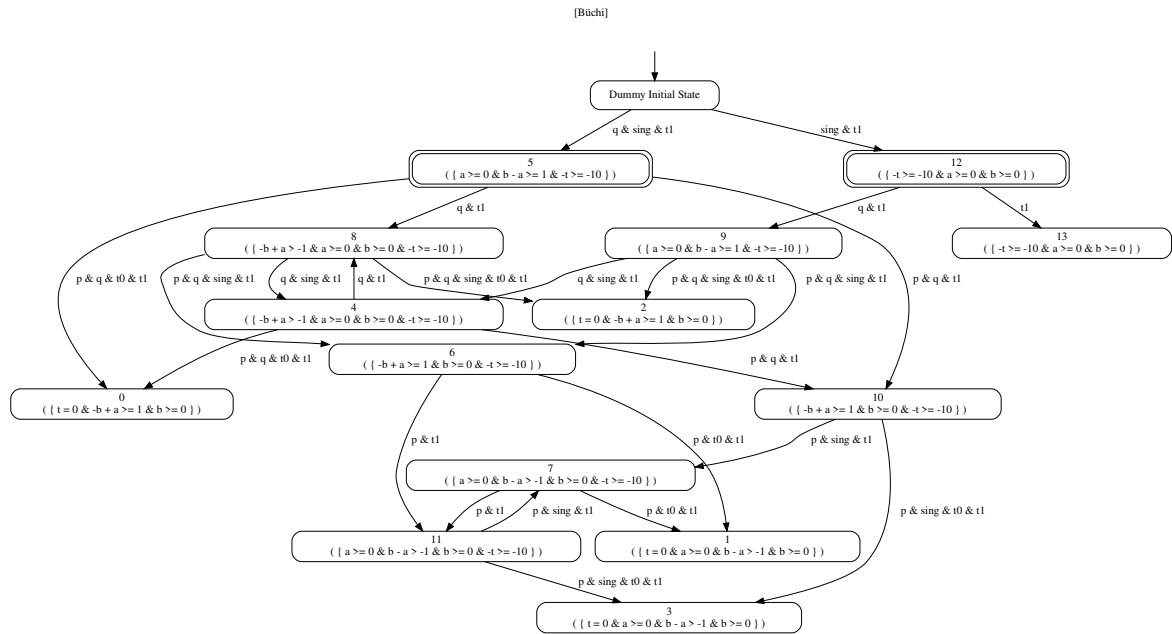 [Büchi]
Dummy Initial State
q & sing & t1
sing & t1
5
( { a >= 0 & b - a >= 1 & -t >= -10 } )
12
( { -t >= -10 & a >= 0 & b >= 0 } )
q & t1
q & t1
t1
8
( { -b + a > -1 & a >= 0 & b >= 0 & -t >= -10 } )
9
( { a >= 0 & b - a >= 1 & -t >= -10 } )
13
( { -t >= -10 & a >= 0 & b >= 0 } )
p & q & t0 & t1
p & q & sing & t1
q & sing & t1
q & t1
p & q & sing & t0 & t1
q & sing & t1
p & q & sing & t0 & t1
p & q & sing & t1
p & q & t1
4
( { -b + a > -1 & a >= 0 & b >= 0 & -t >= -10 } )
2
( { t = 0 & -b + a >= 1 & b >= 0 } )
p & q & t0 & t1
6
( { -b + a >= 1 & b >= 0 & -t >= -10 } )
p & q & t1
0
( { t = 0 & -b + a >= 1 & b >= 0 } )
10
( { -b + a >= 1 & b >= 0 & -t >= -10 } )
p & t1
p & t0 & t1
p & sing & t1
7
( { a >= 0 & b - a > -1 & b >= 0 & -t >= -10 } )
p & t1
p & sing & t1
p & t0 & t1
p & sing & t0 & t1
11
( { a >= 0 & b - a > -1 & b >= 0 & -t >= -10 } )
1
( { t = 0 & a >= 0 & b - a > -1 & b >= 0 } )
p & sing & t0 & t1
3
( { t = 0 & a >= 0 & b - a > -1 & b >= 0 } )